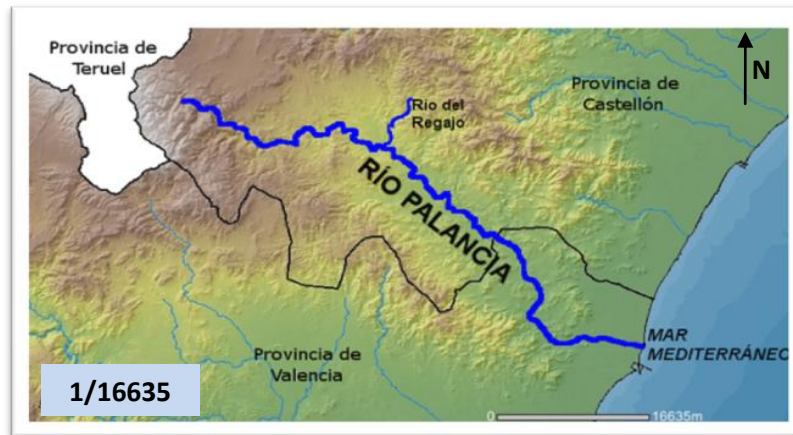 Provincia de
Teruel
N
Provincia de
Castellón
Río del
Regajo
RÍO PALANCIA
MAR
MEDITERRÁNEO
Provincia de
Valencia
1/16635
0 16635m